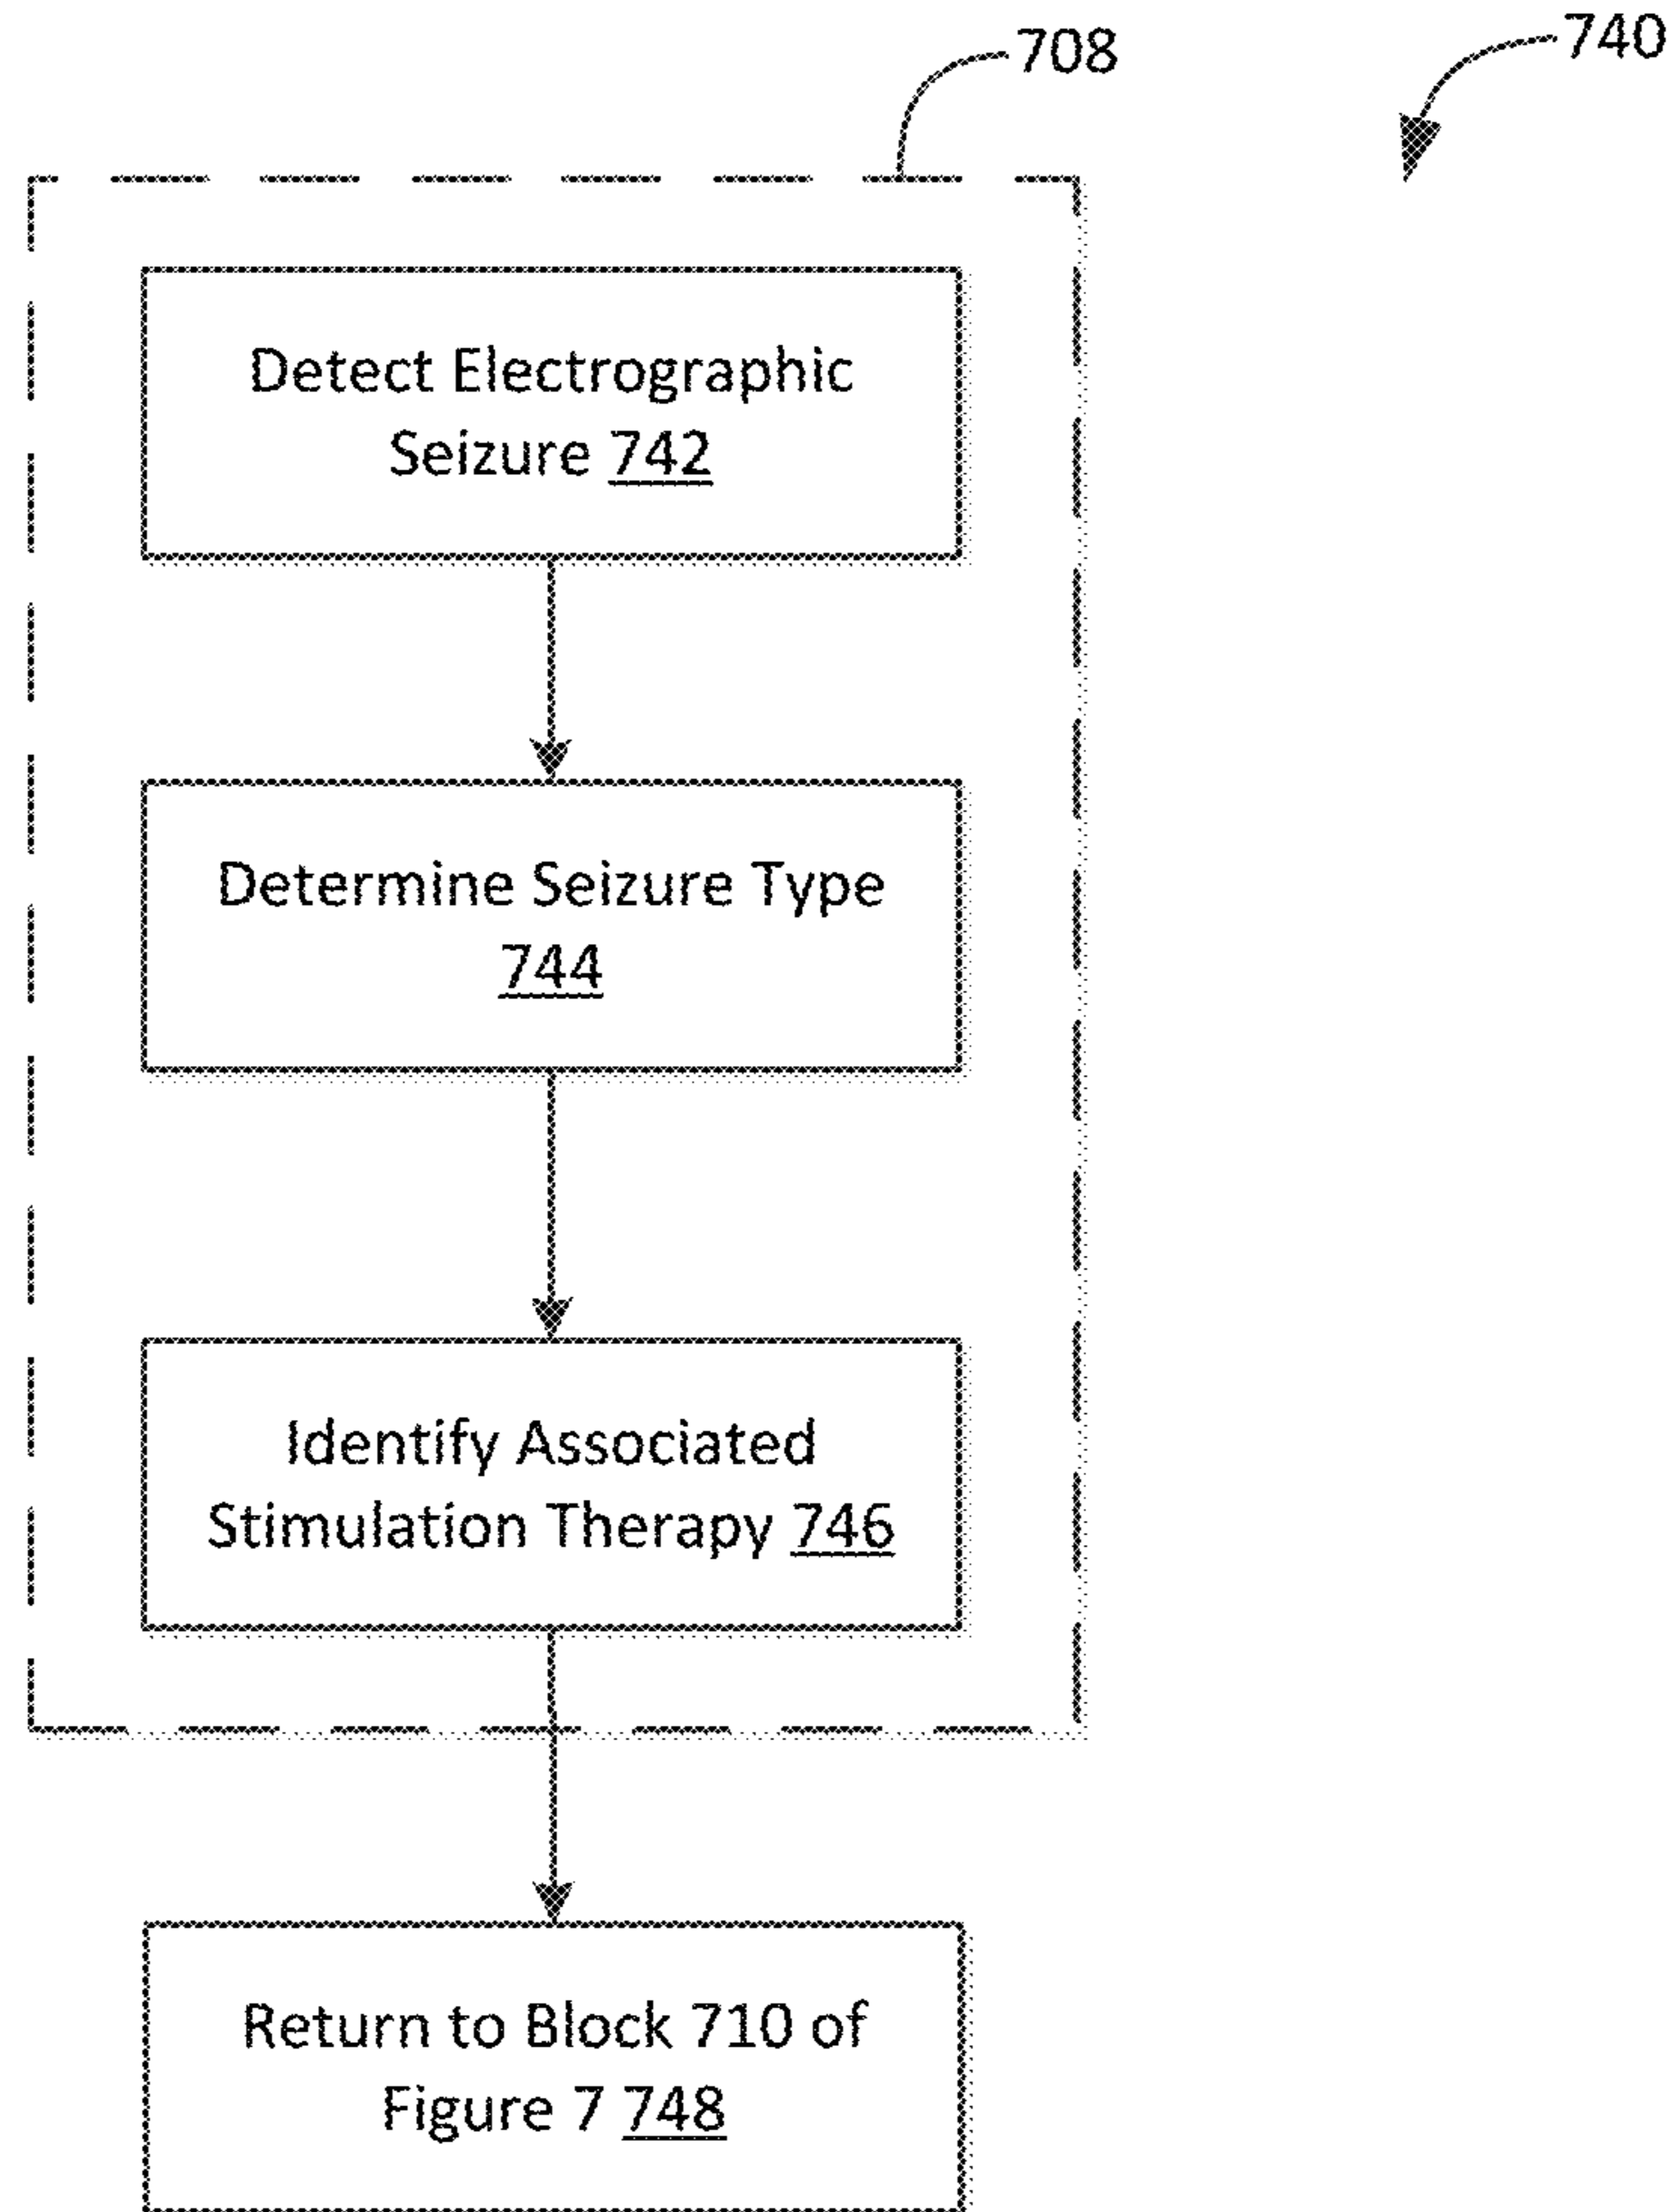 708
740
Detect Electrographic
Seizure 742
Determine Seizure Type
744
Identify Associated
Stimulation Therapy 746
Return to Block 710 of
Figure 7 748